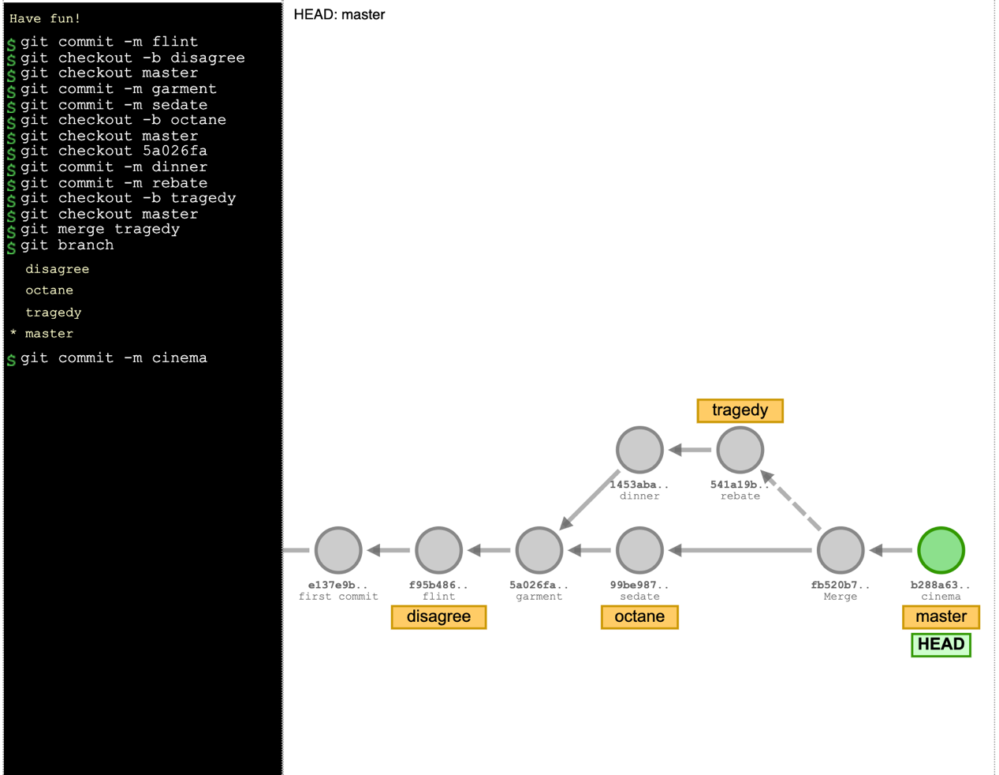 Have fun!
$ git commit -m flint
$ git checkout -b disagree
$ git checkout master
$ git commit -m garment
$ git commit -m sedate
$ git checkout -b octane
$ git checkout master
$ git checkout 5a026fa
$ git commit -m dinner
$ git commit -m rebate
$ git checkout -b tragedy
$ git checkout master
$ git merge tragedy
$ git branch
disagree
octane
tragedy
* master
$ git commit -m cinema
HEAD: master
tragedy
1453aba..
dinner
541a19b..
rebate
e137e9b..
first commit
f95b486..
flint
disagree
5a026fa..
garment
99be987..
sedate
octane
fb520b7..
Merge
b288a63..
cinema
master
HEAD